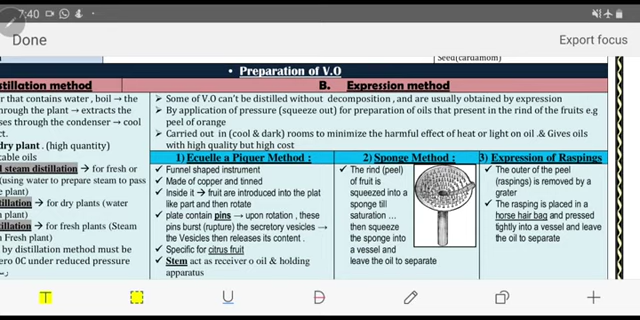 7:40
Done
Export focus
Seed(cardamom)
• Preparation of V.O
stillation method
B. Expression method
r that contains water , boil → the
hrough the plant → extracts the
ses through the condenser → cool
ct.
dry plant . (high quantity)
table oils
l steam distillation → for fresh or
(using water to prepare steam to pass
e plant)
tillation → for dry plants (water
n plant)
tillation → for fresh plants (Steam
n Fresh plant)
by distillation method must be
ero 0C under reduced pressure
➢ Some of V.O can't be distilled without decomposition , and are usually obtained by expression
➢ By application of pressure (squeeze out) for preparation of oils that present in the rind of the fruits e.g
peel of orange
➢ Carried out in (cool & dark) rooms to minimize the harmful effect of heat or light on oil .& Gives oils
with high quality but high cost
1) Ecuelle a Piquer Method :
✓ Funnel shaped instrument
✓ Made of copper and tinned
✓ Inside it → fruit are introduced into the plat
like part and then rotate
✓ plate contain pins → upon rotation , these
pins burst (rupture) the secretory vesicles →
the Vesicles then releases its content .
✓ Specific for citrus fruit
✓ Stem act as receiver o oil & holding
apparatus
2) Sponge Method :
✓ The rind (peel)
of fruit is
squeezed into a
sponge till
saturation …
then squeeze
the sponge into
a vessel and
leave the oil to separate
3) Expression of Raspings
✓ The outer of the peel
(raspings) is removed by a
grater
✓ The rasping is placed in a
horse hair bag and pressed
tightly into a vessel and leave
the oil to separate